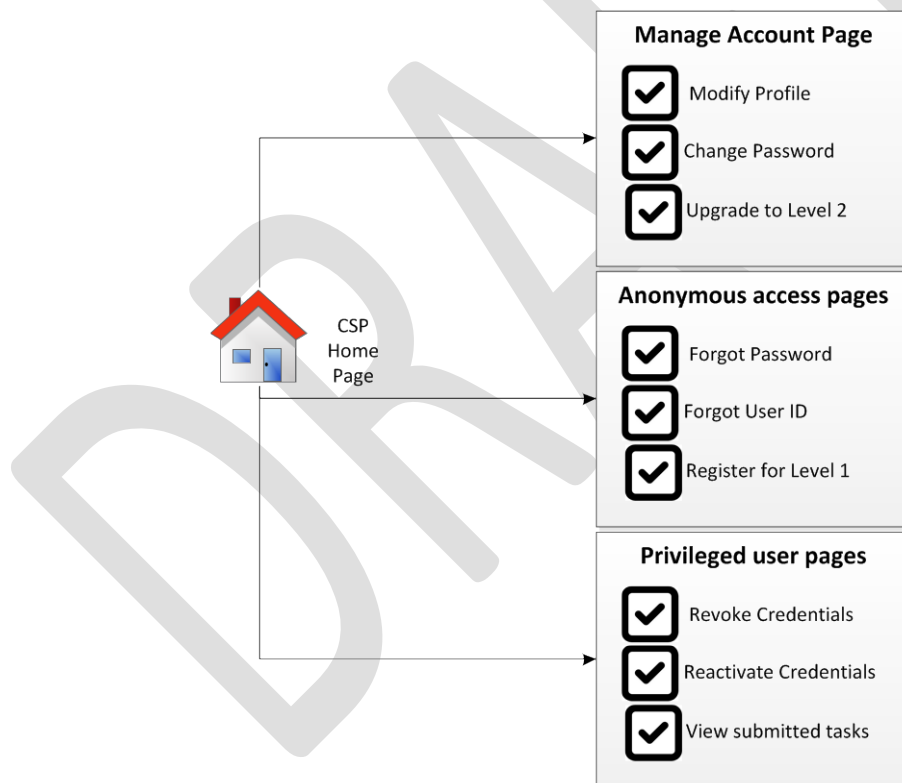 Manage Account Page
Modify Profile
Change Password
Upgrade to Level 2
CSP
Home
Page
Anonymous access pages
Forgot Password
Forgot User ID
Register for Level 1
Privileged user pages
Revoke Credentials
Reactivate Credentials
View submitted tasks